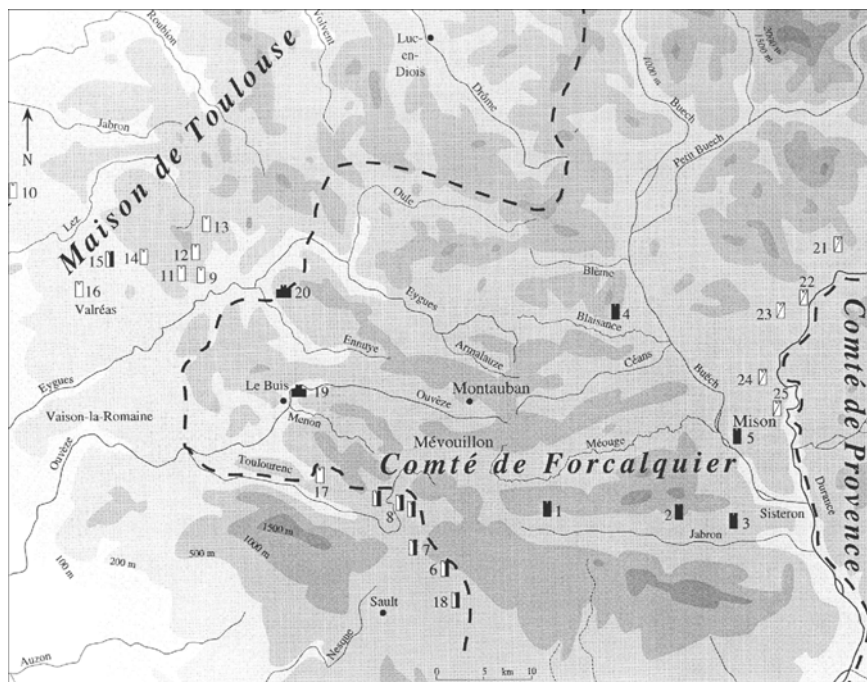 Maison de Toulouse
Comté de Forcalquier
Comté de Provence
Roubion
Volvent
Luc-
en-
Diois
Drôme
1000 m
Buech
2000 m
1500 m
Petit Buech
Jabron
N
10
Lez
Oule
13
12
14
15
11
9
16
Valréas
21
22
23
Blème
4
Blaisance
20
Eygues
Ennuye
Armalauze
Céans
Buëch
24
25
Eygues
Le Buis
19
Ouvèze
Montauban
Vaison-la-Romaine
Menon
Mison
5
Ouvèze
Mévouillon
Méouge
Toulourenc
17
2
8
1
2
3
Durance
Sisteron
Jabron
1500 m
1000 m
500 m
200 m
100 m
7
6
18
Sault
Nesque
Auzon
0 5 km 10